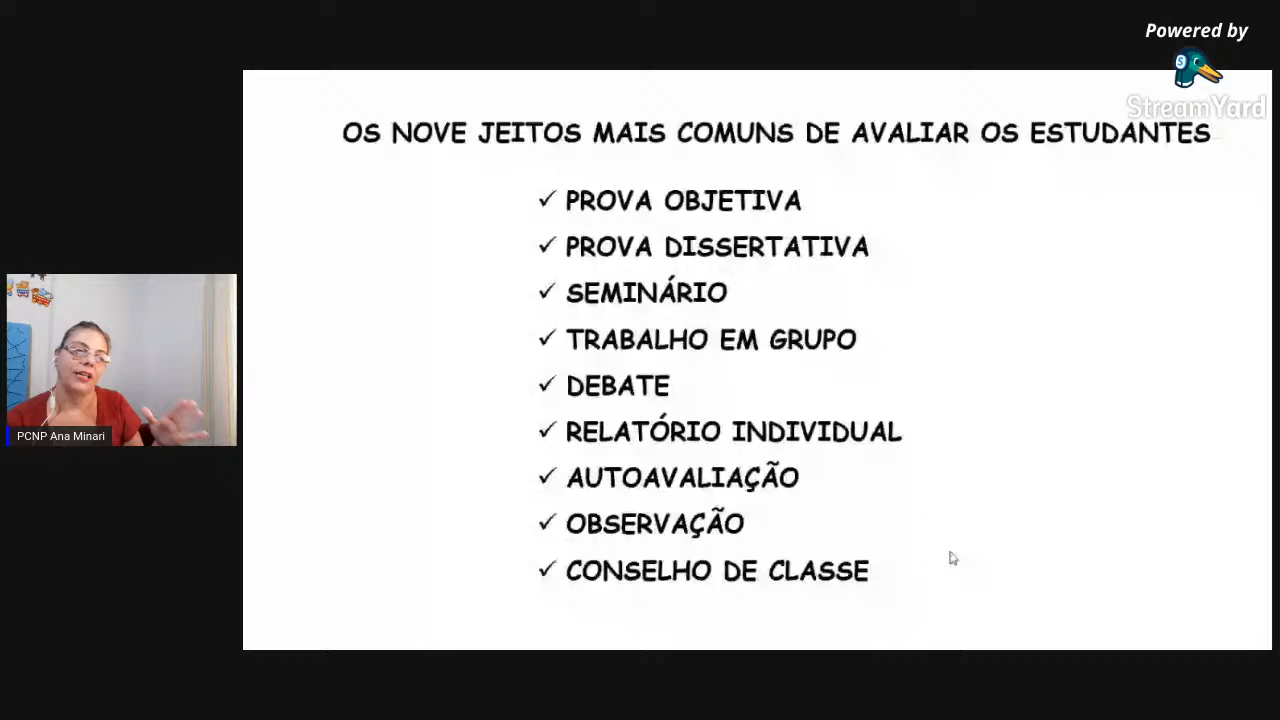 Powered by
StreamYard
OS NOVE JEITOS MAIS COMUNS DE AVALIAR OS ESTUDANTES
✓ PROVA OBJETIVA
✓ PROVA DISSERTATIVA
✓ SEMINÁRIO
✓ TRABALHO EM GRUPO
✓ DEBATE
✓ RELATÓRIO INDIVIDUAL
✓ AUTOAVALIAÇÃO
✓ OBSERVAÇÃO
✓ CONSELHO DE CLASSE
PCNP Ana Minari